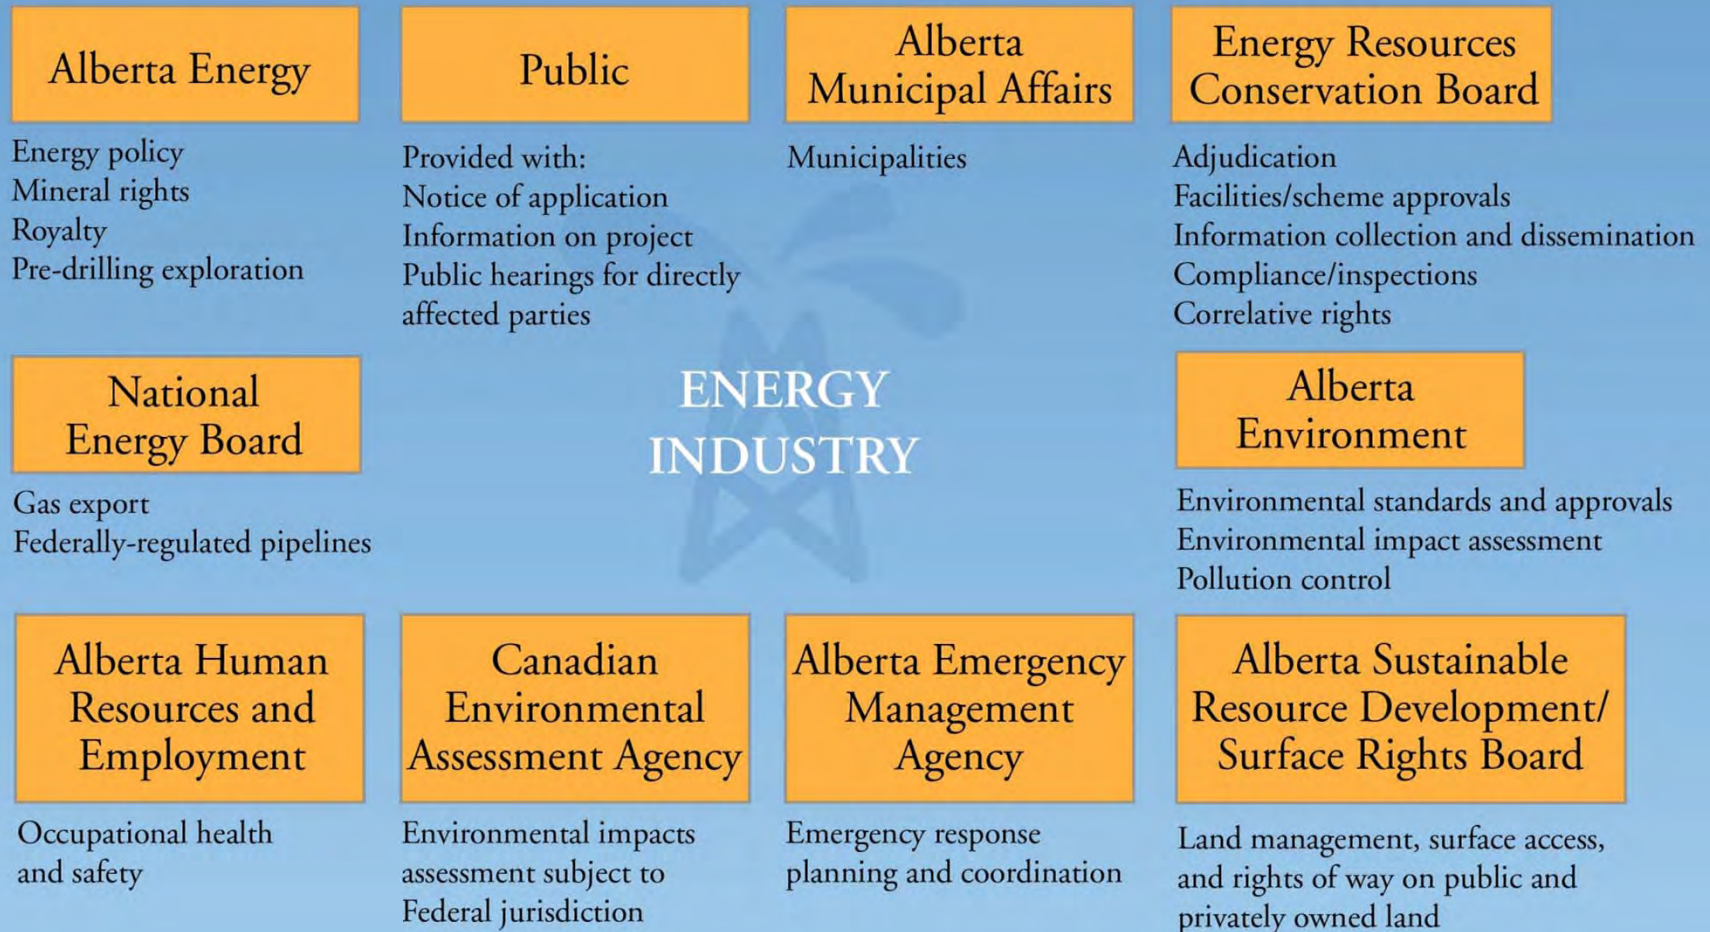 Alberta Energy
Energy policy
Mineral rights
Royalty
Pre-drilling exploration
Public
Provided with:
Notice of application
Information on project
Public hearings for directly
affected parties
Alberta
Municipal Affairs
Municipalities
Energy Resources
Conservation Board
Adjudication
Facilities/scheme approvals
Information collection and dissemination
Compliance/inspections
Correlative rights
National
Energy Board
Gas export
Federally-regulated pipelines
ENERGY
INDUSTRY
Alberta
Environment
Environmental standards and approvals
Environmental impact assessment
Pollution control
Alberta Human
Resources and
Employment
Occupational health
and safety
Canadian
Environmental
Assessment Agency
Environmental impacts
assessment subject to
Federal jurisdiction
Alberta Emergency
Management
Agency
Emergency response
planning and coordination
Alberta Sustainable
Resource Development/
Surface Rights Board
Land management, surface access,
and rights of way on public and
privately owned land